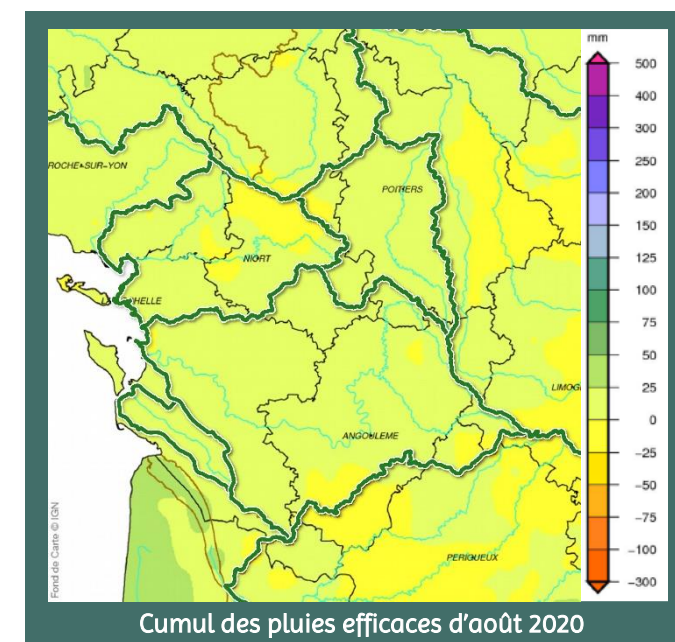 mm
500
400
300
250
200
150
125
100
75
50
25
0
−25
−50
−75
−100
−300
ROCHE-SUR-YON
POITIERS
NIORT
LA HELLE
LIMOG
ANGOULEME
PERIGUEUX
Fond de Carte © IGN
Cumul des pluies efficaces d'août 2020